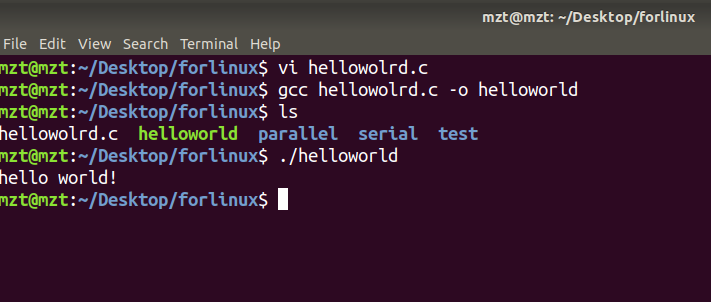 mzt@mzt: ~/Desktop/forlinux
File Edit View Search Terminal Help
mzt@mzt:~/Desktop/forlinux$ vi hellowolrd.c
mzt@mzt:~/Desktop/forlinux$ gcc hellowolrd.c -o helloworld
mzt@mzt:~/Desktop/forlinux$ ls
hellowolrd.c helloworld parallel serial test
mzt@mzt:~/Desktop/forlinux$ ./helloworld
hello world!
mzt@mzt:~/Desktop/forlinux$